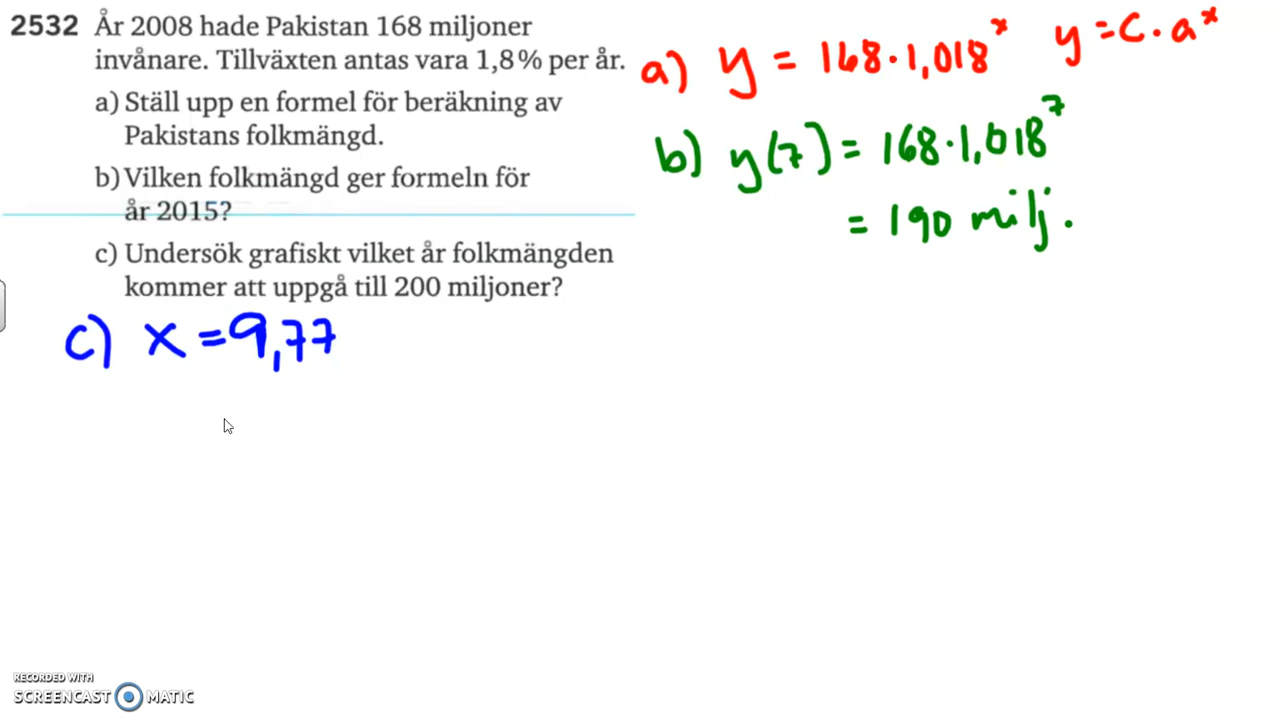 2532 År 2008 hade Pakistan 168 miljoner
invånare. Tillväxten antas vara 1,8% per år.
a) Ställ upp en formel för beräkning av
Pakistans folkmängd.
b) Vilken folkmängd ger formeln för
år 2015?
c) Undersök grafiskt vilket år folkmängden
kommer att uppgå till 200 miljoner?
c) x = 9,77
a) y = 168 · 1,018^x y = C · a^x
b) y(7) = 168 · 1,018^7
= 190 milj.
RECORDED WITH
SCREENCAST MATIC